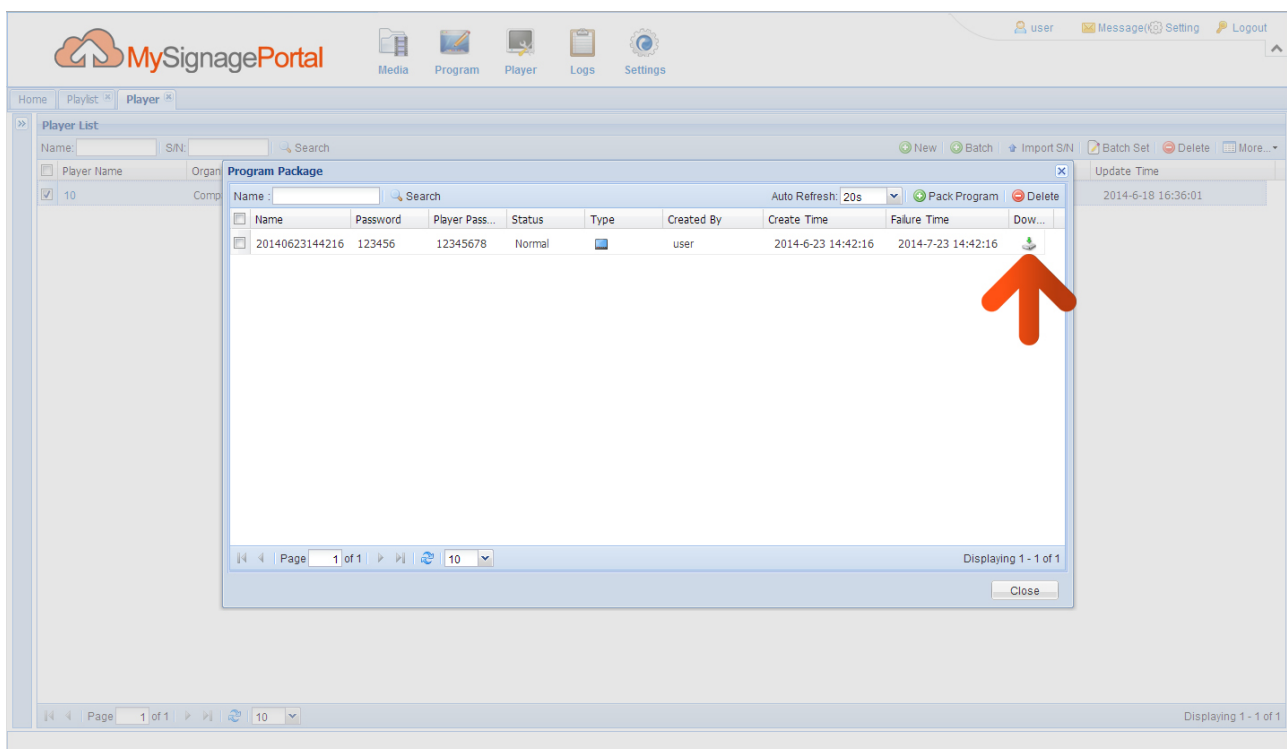 user Message( Setting Logout
MySignagePortal
Media Program Player Logs Settings
Home Playlist Player
Player List
Name: S/N: Search New Batch Import S/N Batch Set Delete More...
Player Name Organ Update Time
10 Comp 2014-6-18 16:36:01
Program Package
Name : Search Auto Refresh: 20s Pack Program Delete
Name Password Player Pass... Status Type Created By Create Time Failure Time Dow...
20140623144216 123456 12345678 Normal user 2014-6-23 14:42:16 2014-7-23 14:42:16
Page 1 of 1 10 Displaying 1 - 1 of 1
Close
Page 1 of 1 10 Displaying 1 - 1 of 1